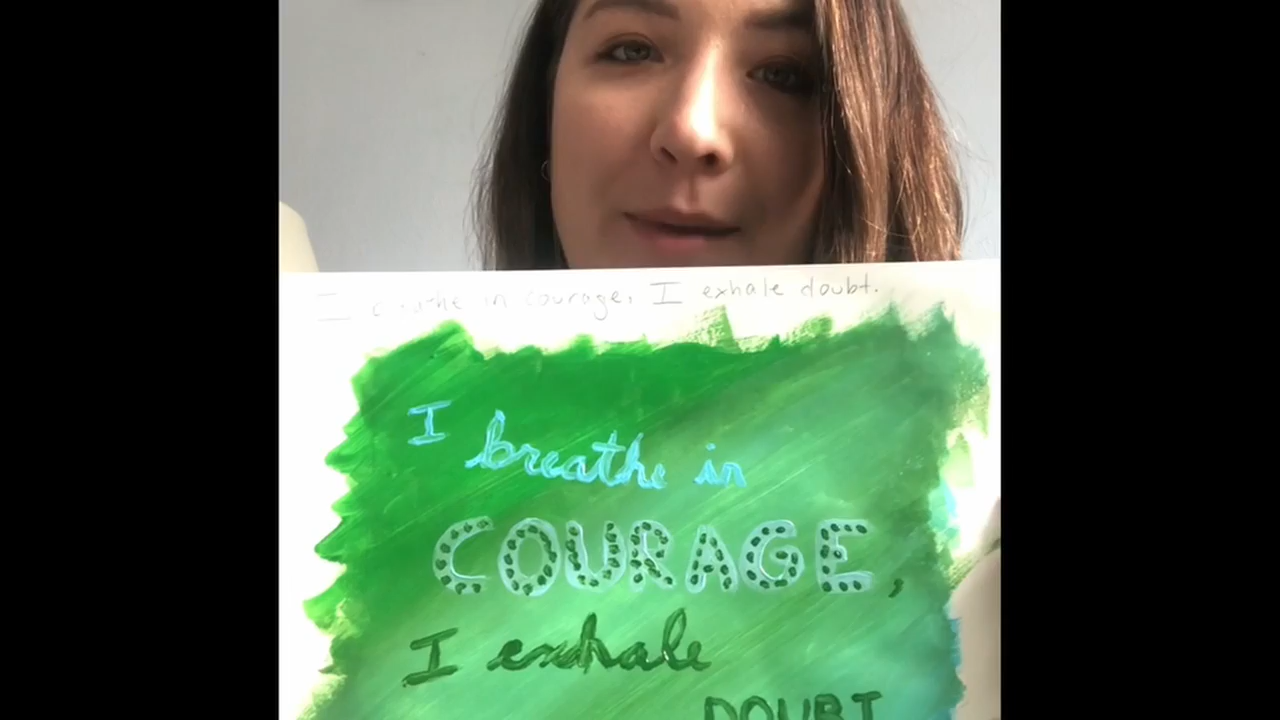 I breathe in courage, I exhale doubt.
I breathe in
COURAGE,
I exhale
DOUBT